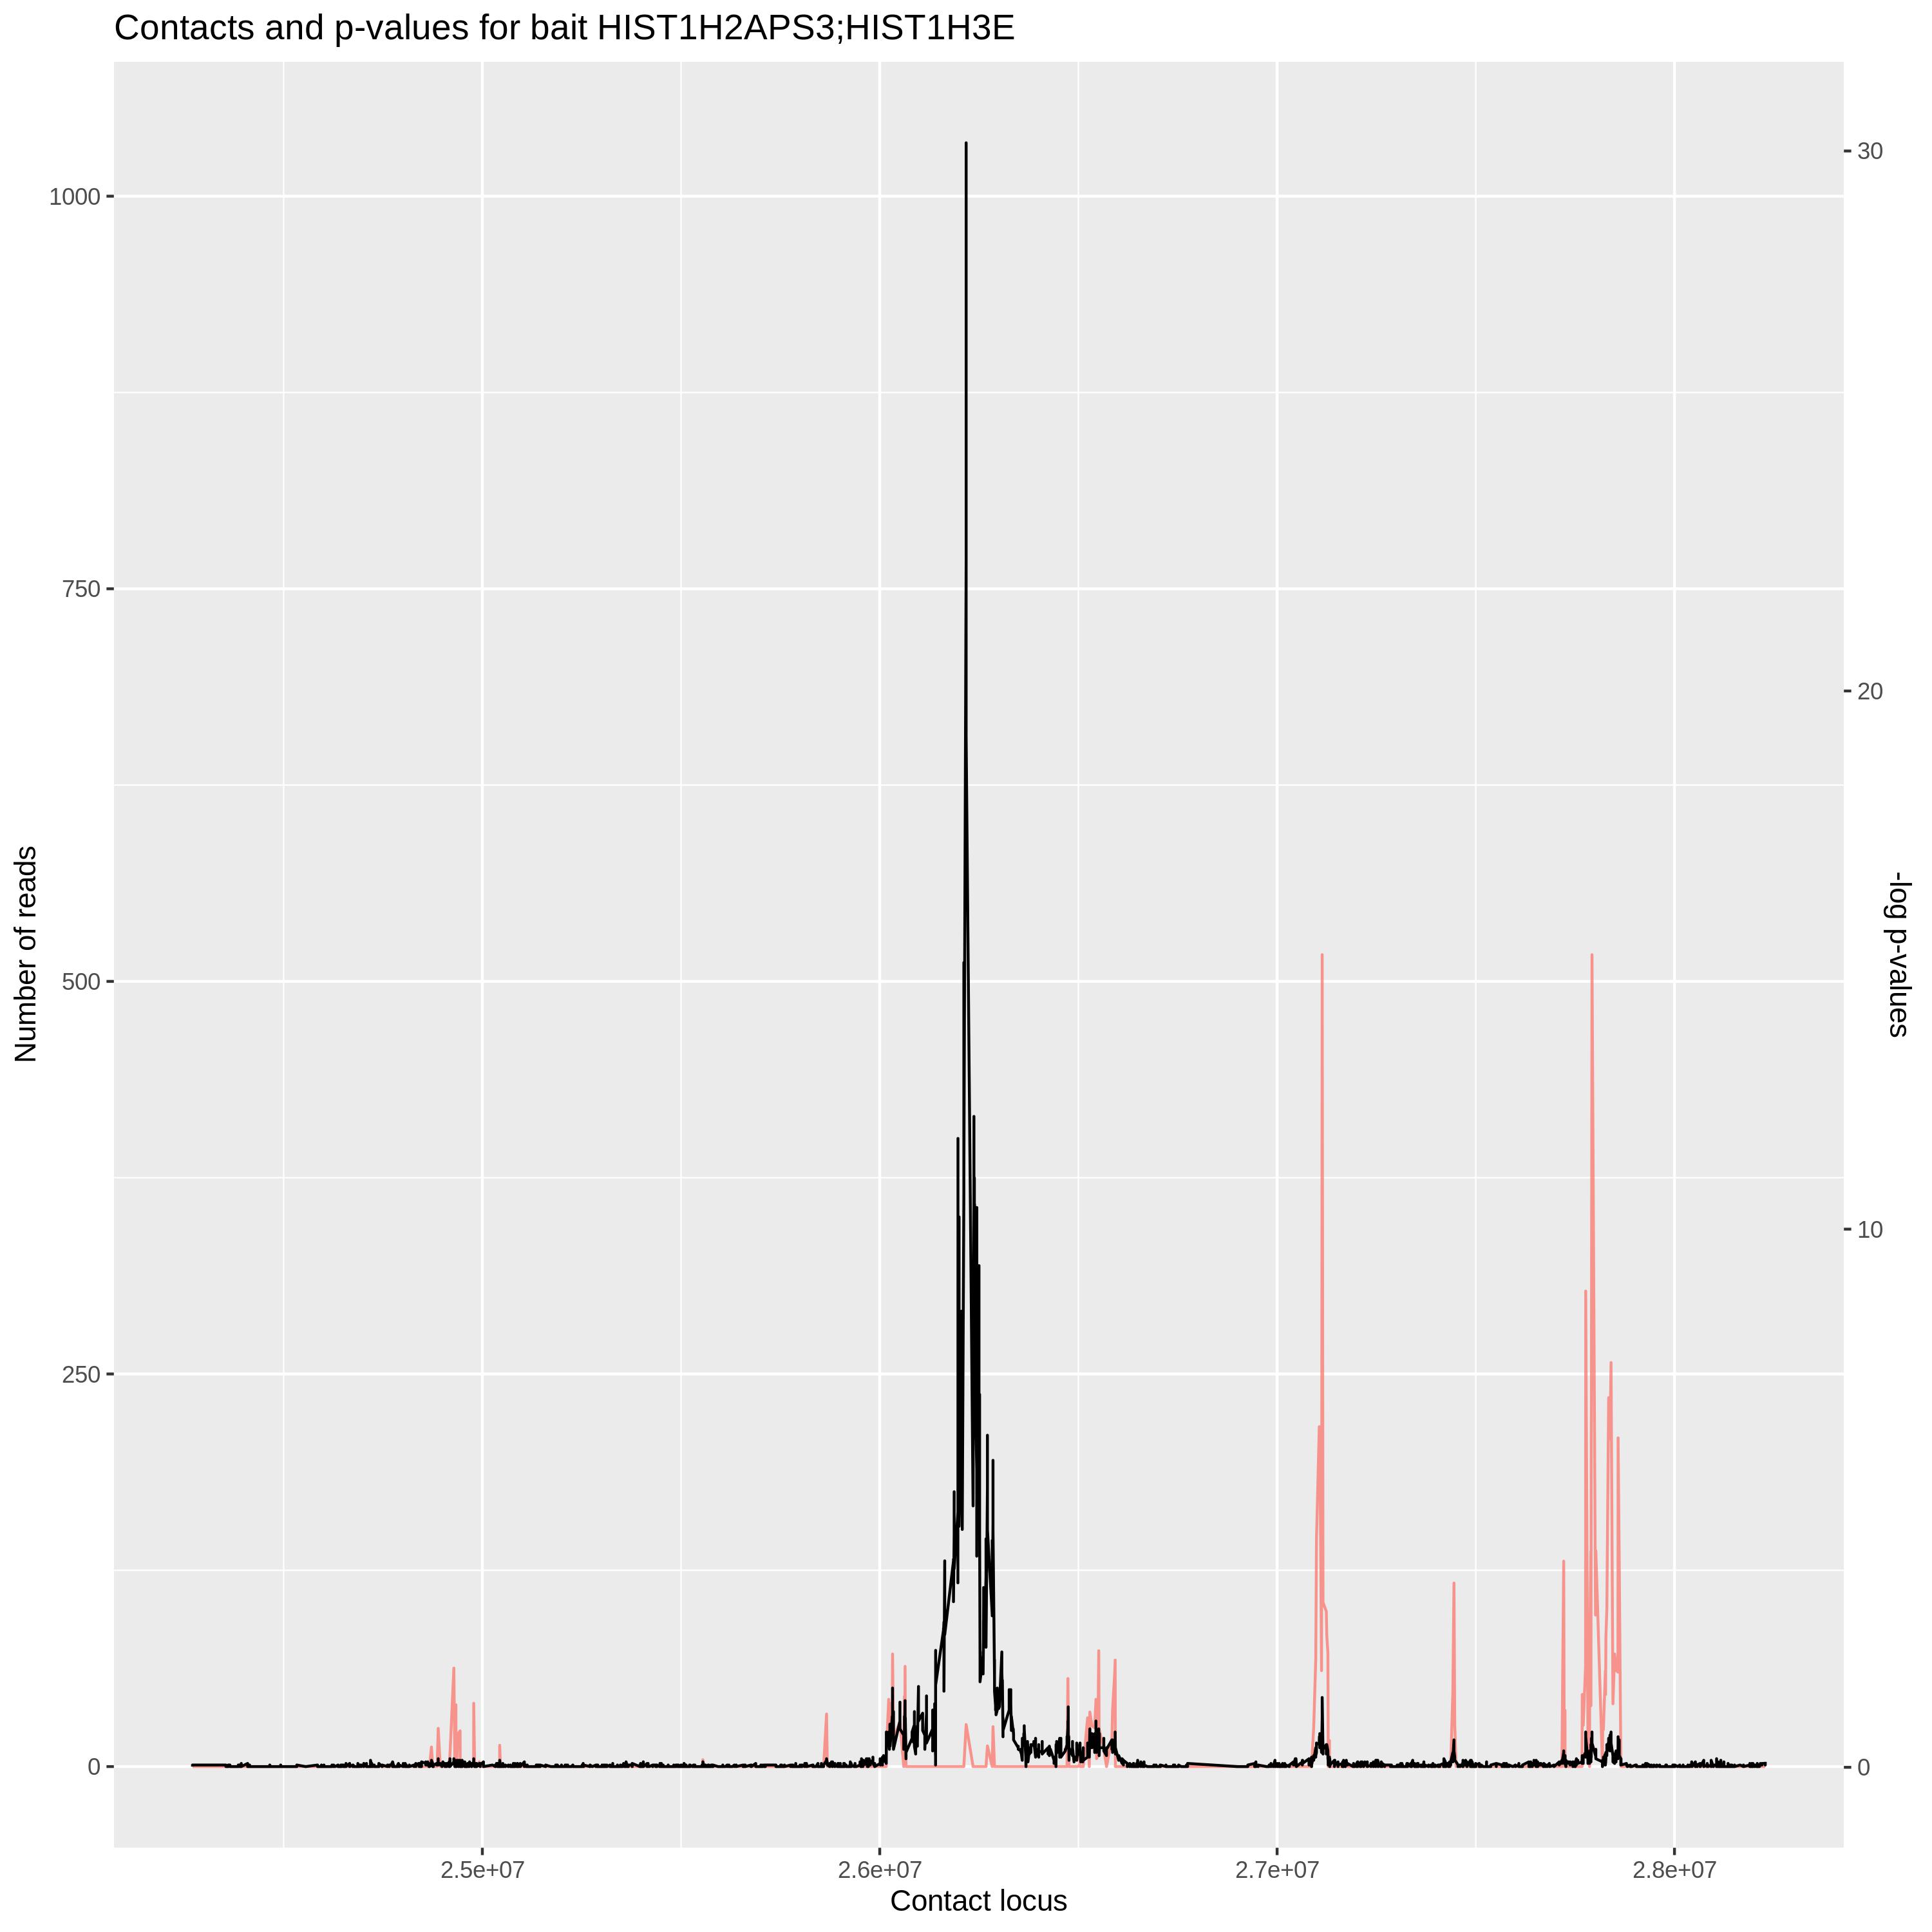 Contacts and p-values for bait HIST1H2APS3;HIST1H3E
1000
750
500
250
0
Number of reads
30
20
10
0
-log p-values
2.5e+07
2.6e+07
2.7e+07
2.8e+07
Contact locus